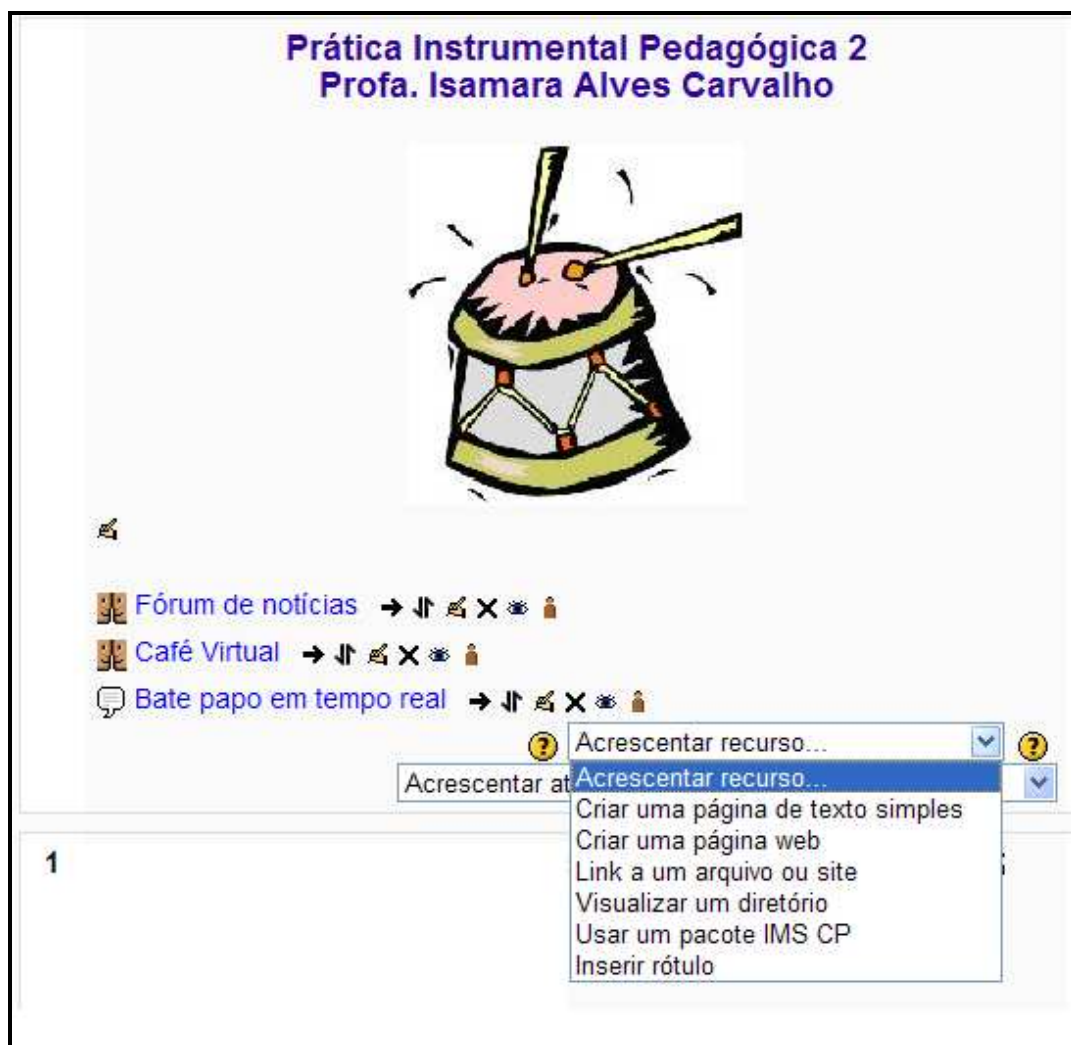 Prática Instrumental Pedagógica 2
Profa. Isamara Alves Carvalho
Fórum de notícias
Café Virtual
Bate papo em tempo real
? Acrescentar recurso... ?
Acrescentar at
Acrescentar recurso...
Criar uma página de texto simples
Criar uma página web
Link a um arquivo ou site
Visualizar um diretório
Usar um pacote IMS CP
Inserir rótulo
1